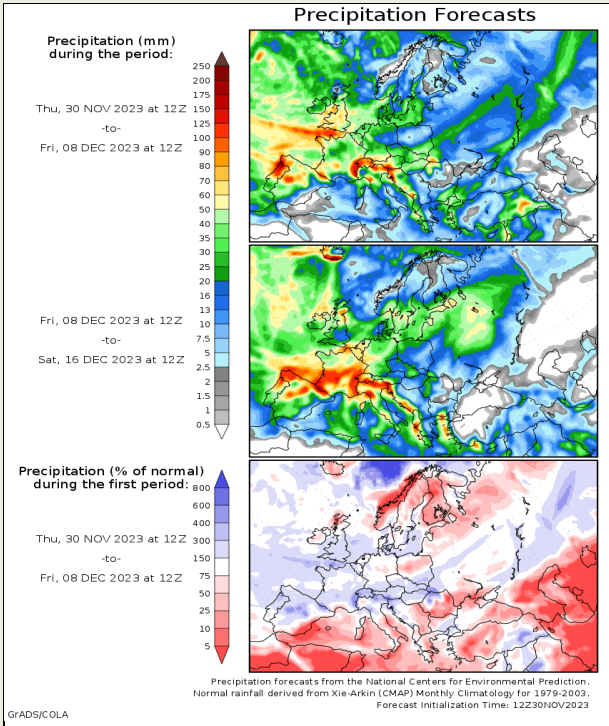 Precipitation Forecasts
Precipitation (mm)
during the period:
Thu, 30 NOV 2023 at 12Z
-to-
Fri, 08 DEC 2023 at 12Z
250
200
175
150
125
100
90
80
70
60
50
40
35
30
25
20
16
13
10
7.5
5
2.5
2
1.5
1
0.5
Fri, 08 DEC 2023 at 12Z
-to-
Sat, 16 DEC 2023 at 12Z
Precipitation (% of normal)
during the first period:
Thu, 30 NOV 2023 at 12Z
-to-
Fri, 08 DEC 2023 at 12Z
800
600
400
300
150
75
50
25
10
5
Precipitation forecasts from the National Centers for Environmental Prediction.
Normal rainfall derived from Xie-Arkin (CMAP) Monthly Climatology for 1979-2003.
Forecast Initialization Time: 12Z30NOV2023
GrADS/COLA